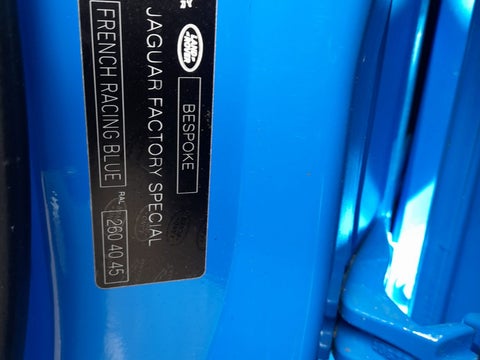 LAND-
ROVER
BESPOKE
JAGUAR FACTORY SPECIAL
FRENCH RACING BLUE RAL 260 40 45